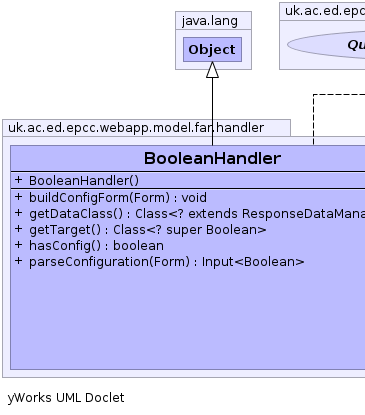 java.lang
uk.ac.ed.epcc
Object
Qu
uk.ac.ed.epcc.webapp.model.far.handler
BooleanHandler
+ BooleanHandler()
+ buildConfigForm(Form) : void
+ getDataClass() : Class<? extends ResponseDataMana
+ getTarget() : Class<? super Boolean>
+ hasConfig() : boolean
+ parseConfiguration(Form) : Input<Boolean>
yWorks UML Doclet